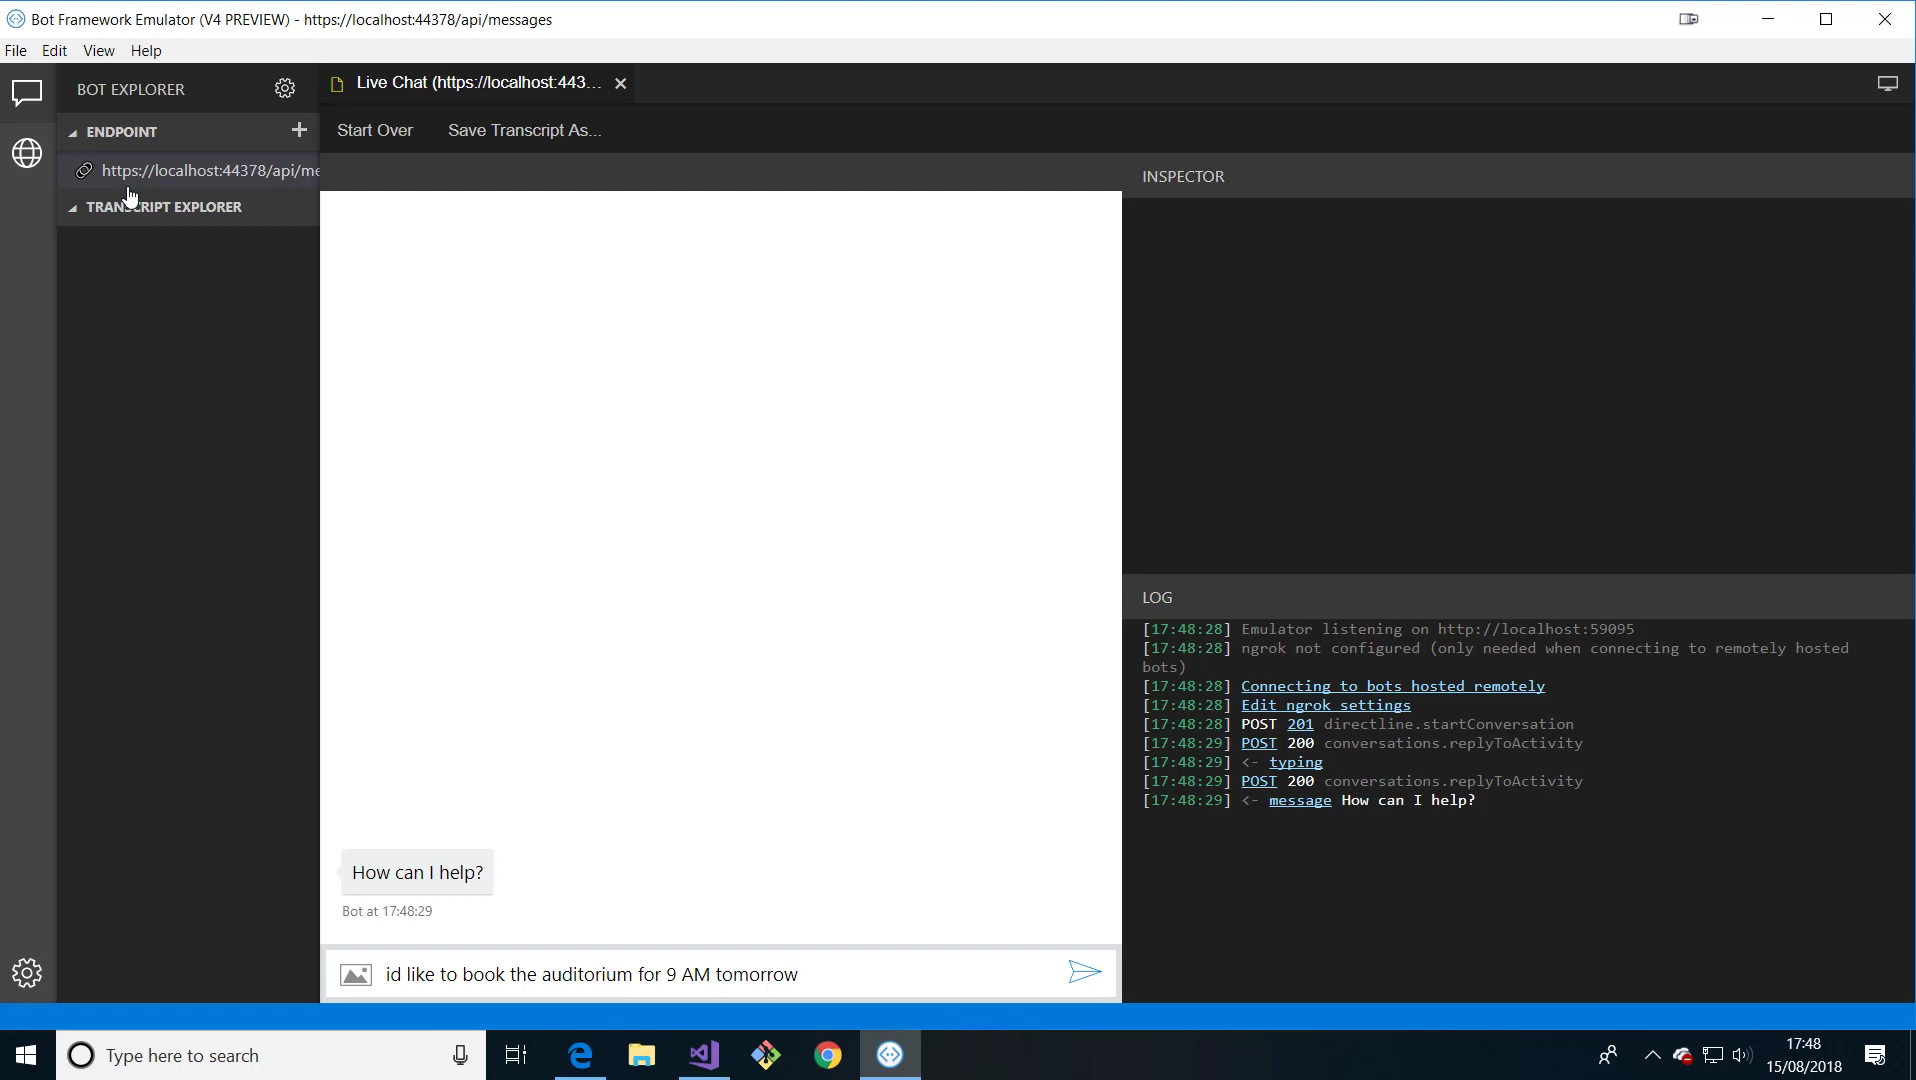 Bot Framework Emulator (V4 PREVIEW) - https://localhost:44378/api/messages
File Edit View Help
BOT EXPLORER
Live Chat (https://localhost:443...
ENDPOINT
Start Over Save Transcript As...
https://localhost:44378/api/me
INSPECTOR
TRANSCRIPT EXPLORER
LOG
[17:48:28] Emulator listening on http://localhost:59095
[17:48:28] ngrok not configured (only needed when connecting to remotely hosted
bots)
[17:48:28] Connecting to bots hosted remotely
[17:48:28] Edit ngrok settings
[17:48:28] POST 201 directline.startConversation
[17:48:29] POST 200 conversations.replyToActivity
[17:48:29] <- typing
[17:48:29] POST 200 conversations.replyToActivity
[17:48:29] <- message How can I help?
How can I help?
Bot at 17:48:29
id like to book the auditorium for 9 AM tomorrow
Type here to search
17:48
15/08/2018